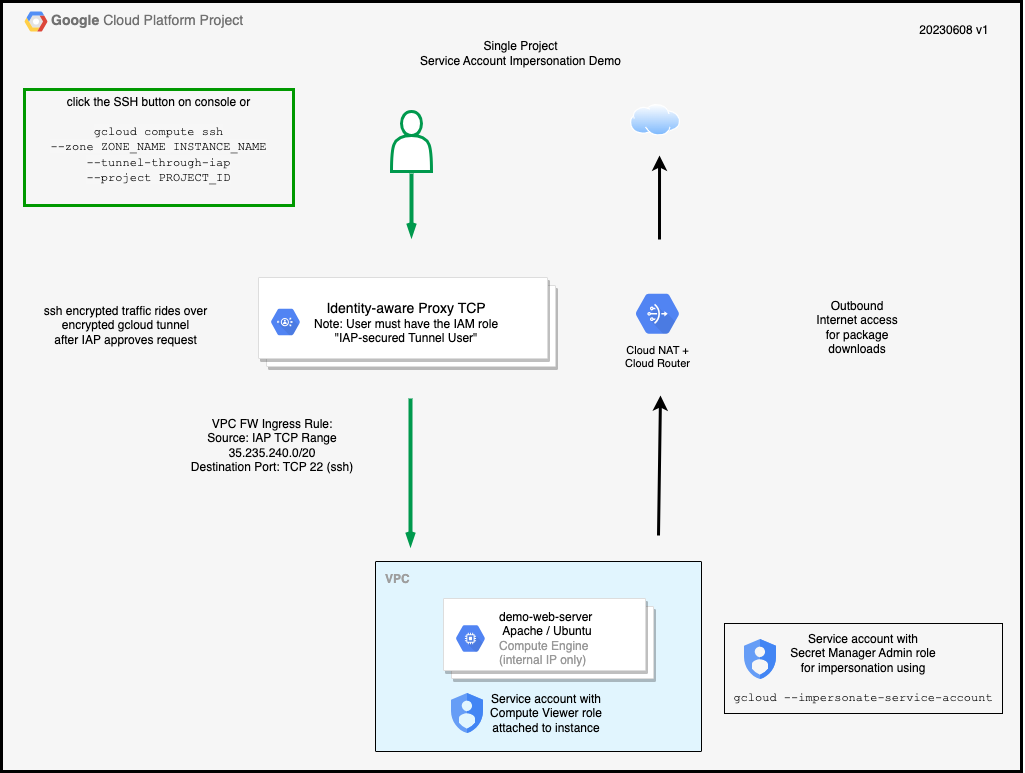 Google Cloud Platform Project
20230608 v1
Single Project
Service Account Impersonation Demo
click the SSH button on console or
gcloud compute ssh
--zone ZONE_NAME INSTANCE_NAME
--tunnel-through-iap
--project PROJECT_ID
ssh encrypted traffic rides over
encrypted gcloud tunnel
after IAP approves request
Identity-aware Proxy TCP
Note: User must have the IAM role
"IAP-secured Tunnel User"
Cloud NAT +
Cloud Router
Outbound
Internet access
for package
downloads
VPC FW Ingress Rule:
Source: IAP TCP Range
35.235.240.0/20
Destination Port: TCP 22 (ssh)
VPC
demo-web-server
Apache / Ubuntu
Compute Engine
(internal IP only)
Service account with
Compute Viewer role
attached to instance
Service account with
Secret Manager Admin role
for impersonation using
gcloud --impersonate-service-account